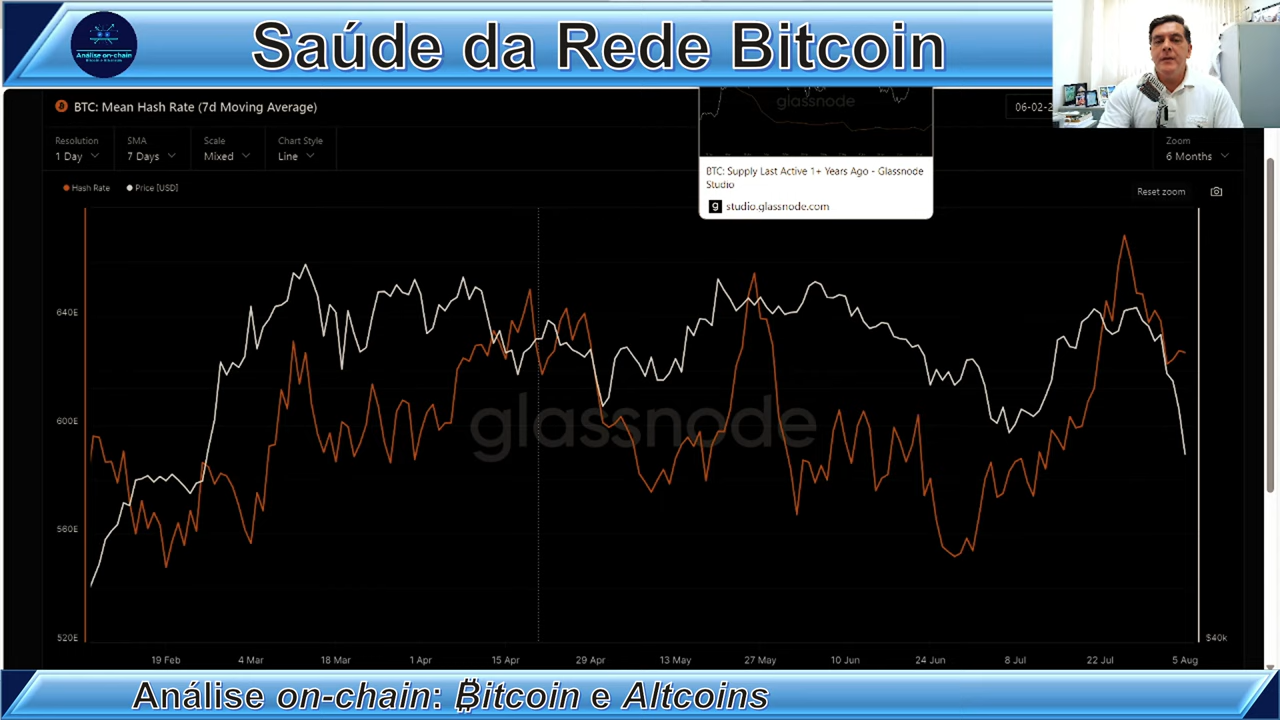 Saúde da Rede Bitcoin
Análise on-chain
BTC: Mean Hash Rate (7d Moving Average)
glassnode
06-02-2
Resolution
SMA
Scale
Chart Style
Zoom
1 Day
7 Days
Mixed
Line
6 Months
BTC: Supply Last Active 1+ Years Ago - Glassnode
Studio
g studio.glassnode.com
Hash Rate
Price [USD]
Reset zoom
640E
600E
560E
520E
glassnode
$40k
19 Feb
4 Mar
18 Mar
1 Apr
15 Apr
29 Apr
13 May
27 May
10 Jun
24 Jun
8 Jul
22 Jul
5 Aug
Análise on-chain: ₿itcoin e Altcoins